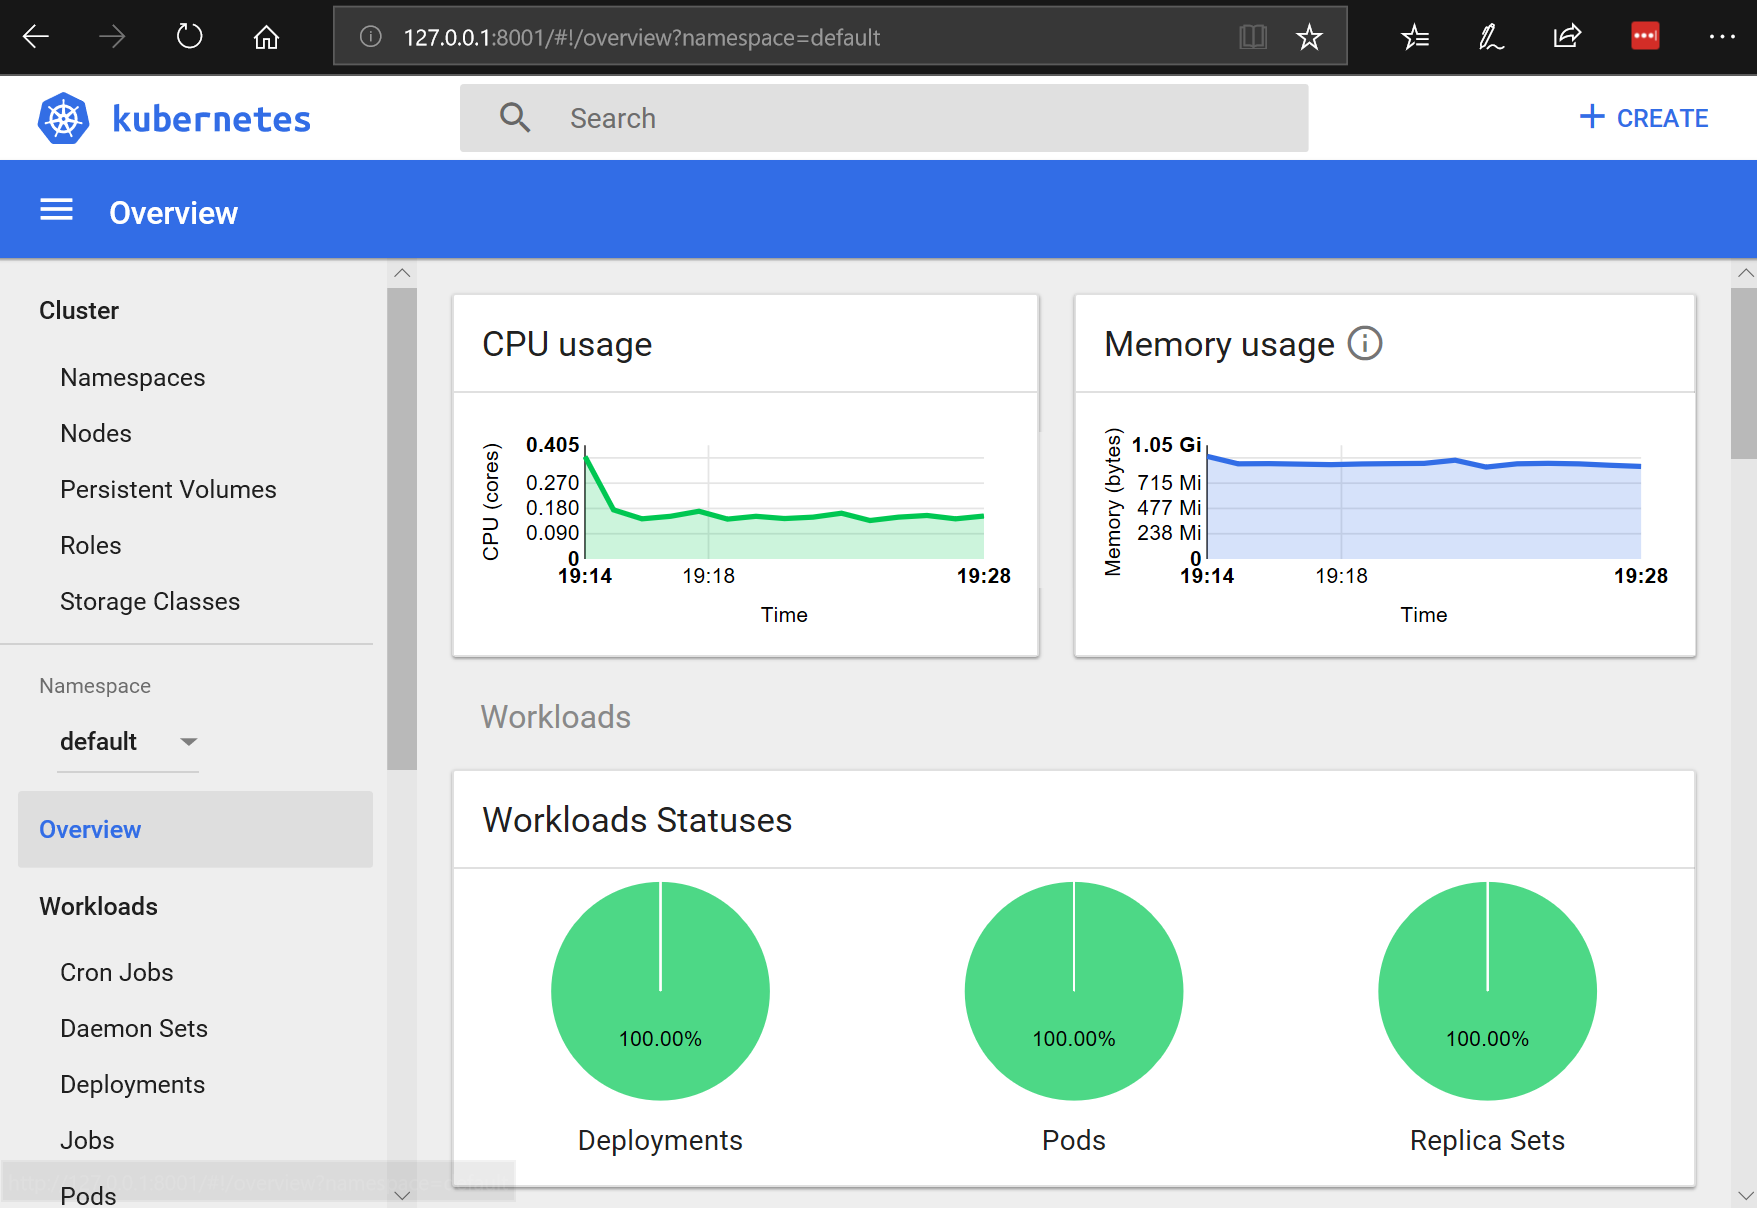 127.0.0.1:8001/#!/overview?namespace=default
kubernetes
Search
+ CREATE
Overview
Cluster
Namespaces
Nodes
Persistent Volumes
Roles
Storage Classes
Namespace
default
Overview
Workloads
Cron Jobs
Daemon Sets
Deployments
Jobs
Pods
CPU usage
CPU (cores)
0.405
0.270
0.180
0.090
0
19:14 19:18 19:28
Time
Memory usage
Memory (bytes)
1.05 Gi
715 Mi
477 Mi
238 Mi
0
19:14 19:18 19:28
Time
Workloads
Workloads Statuses
100.00% 100.00% 100.00%
Deployments Pods Replica Sets